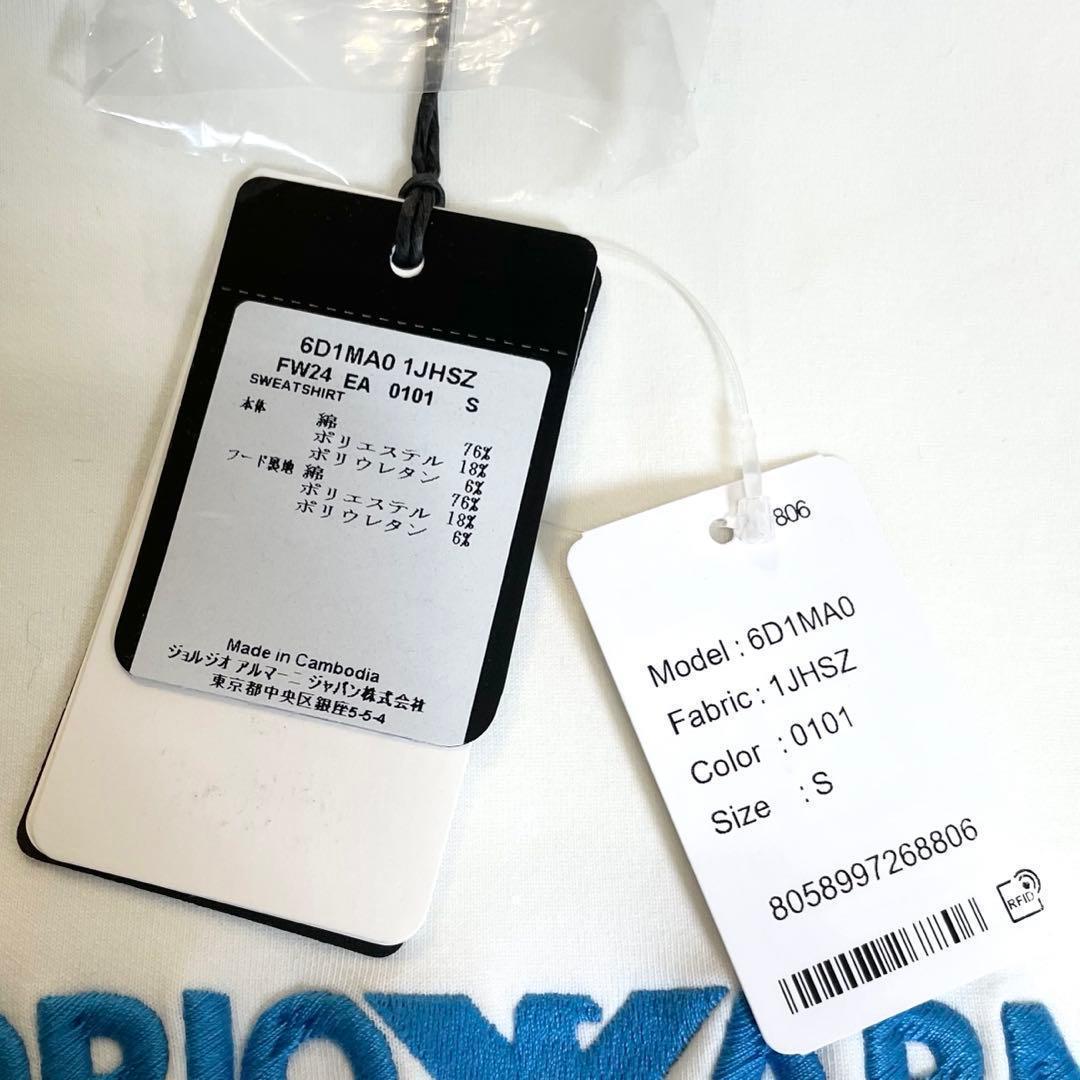 6D1MA0 1JHSZ
FW24 EA 0101 S
SWEATSHIRT
本体
綿 76%
ポリエステル 18%
ポリウレタン 6%
フード裏地
綿 76%
ポリエステル 18%
ポリウレタン 6%
Made in Cambodia
ジョルジオ アルマーニ ジャパン株式会社
東京都中央区銀座5-5-4
806
Model : 6D1MA0
Fabric : 1JHSZ
Color : 0101
Size : S
8058997268806
RFID
ORIO ARM